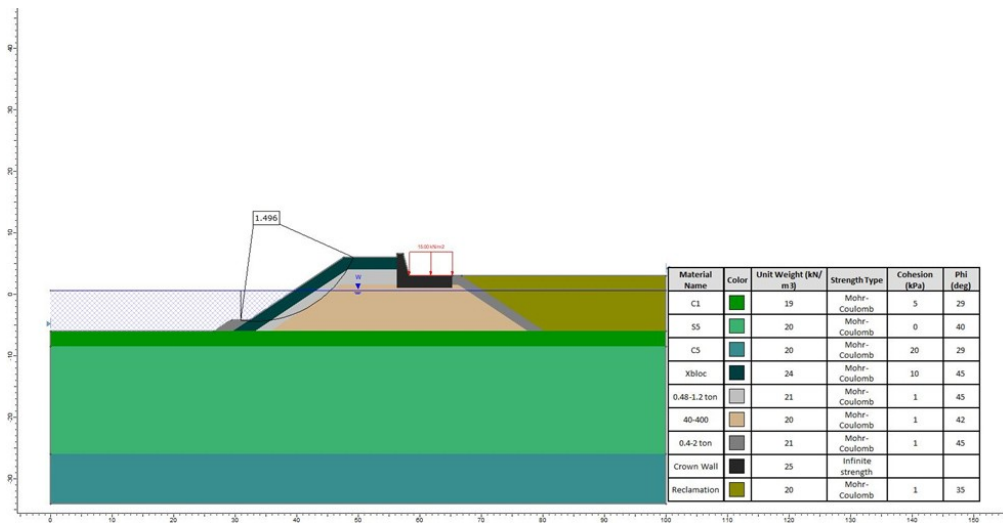 40
30
20
10
0
-10
-20
-30
1.496
W
0 10 20 30 40 50 60 70 80 90 100 110 120 130 140 150
Material Name Color Unit Weight (kN/m3) Strength Type Cohesion (kPa) Phi (deg)
C1 19 Mohr-Coulomb 5 29
S5 20 Mohr-Coulomb 0 40
C5 20 Mohr-Coulomb 20 29
Xbloc 24 Mohr-Coulomb 10 45
0.48-1.2 ton 21 Mohr-Coulomb 1 45
40-400 20 Mohr-Coulomb 1 42
0.4-2 ton 21 Mohr-Coulomb 1 45
Crown Wall 25 Infinite strength
Reclamation 20 Mohr-Coulomb 1 35